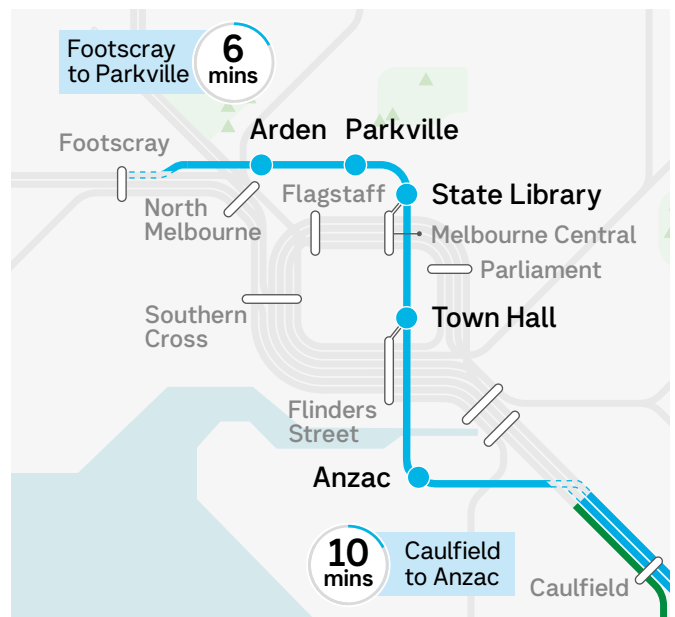 Footscray
to Parkville
6
mins
Arden
Parkville
Footscray
Flagstaff
State Library
North
Melbourne
Melbourne Central
Parliament
Southern
Cross
Town Hall
Flinders
Street
Anzac
10
mins
Caulfield
to Anzac
Caulfield